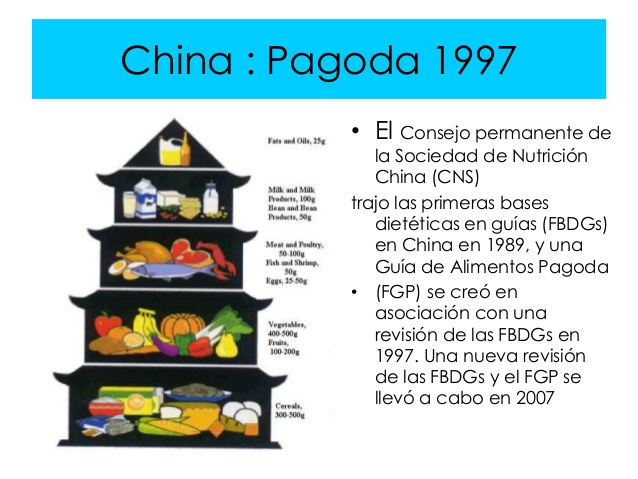 China : Pagoda 1997
Fats and Oils, 25g
Milk and Milk
Products, 100g
Bean and Bean
Products, 50g
Meat and Poultry,
50-100g
Fish and Shrimp,
50g
Eggs, 25-50g
Vegetables,
400-500g
Fruits,
100-200g
Cereals,
300-500g
• El Consejo permanente de
la Sociedad de Nutrición
China (CNS)
trajo las primeras bases
dietéticas en guías (FBDGs)
en China en 1989, y una
Guía de Alimentos Pagoda
• (FGP) se creó en
asociación con una
revisión de las FBDGs en
1997. Una nueva revisión
de las FBDGs y el FGP se
llevó a cabo en 2007